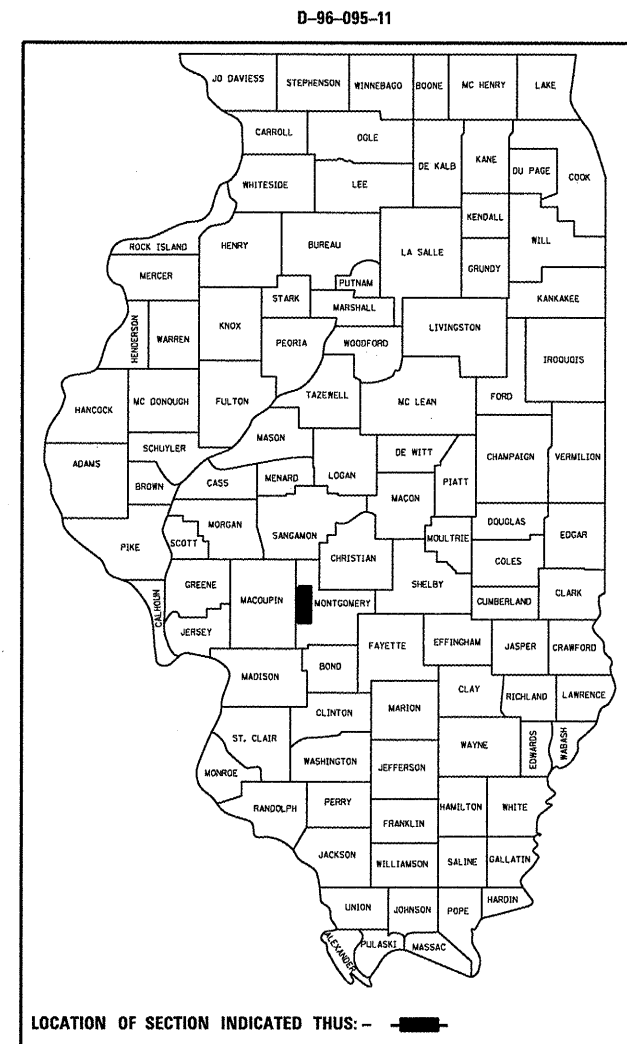 D-96-095-11
JO DAVIESS STEPHENSON WINNEBAGO BOONE MC HENRY LAKE
CARROLL OGLE
DE KALB KANE DU PAGE COOK
WHITESIDE LEE
KENDALL
ROCK ISLAND HENRY BUREAU LA SALLE WILL
MERCER PUTNAM GRUNDY
STARK MARSHALL KANKAKEE
HENDERSON WARREN KNOX PEORIA WOODFORD LIVINGSTON IROQUOIS
HANCOCK MC DONOUGH FULTON TAZEWELL MC LEAN FORD
MASON
ADAMS SCHUYLER DE WITT CHAMPAIGN VERMILION
BROWN CASS MENARD LOGAN MACON PIATT
PIKE SCOTT MORGAN SANGAMON MOULTRIE DOUGLAS EDGAR
CHRISTIAN COLES
CALHOUN GREENE MACOUPIN MONTGOMERY SHELBY CUMBERLAND CLARK
JERSEY FAYETTE EFFINGHAM JASPER CRAWFORD
MADISON BOND
CLAY RICHLAND LAWRENCE
CLINTON MARION
ST. CLAIR WAYNE EDWARDS WABASH
MONROE WASHINGTON JEFFERSON
RANDOLPH PERRY HAMILTON WHITE
FRANKLIN
JACKSON WILLIAMSON SALINE GALLATIN
UNION JOHNSON POPE HARDIN
ALEXANDER PULASKI MASSAC
LOCATION OF SECTION INDICATED THUS: -